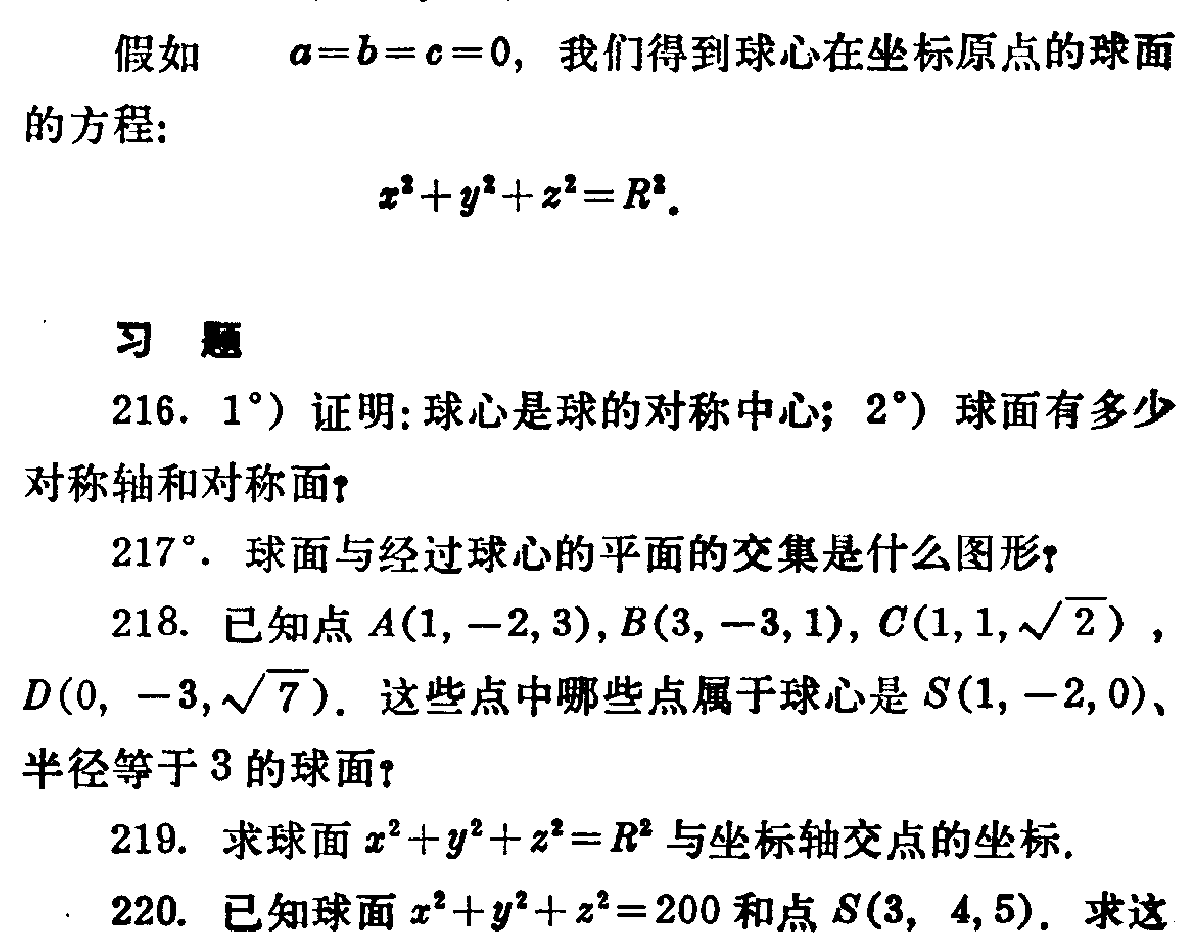 假如 a=b=c=0, 我们得到球心在坐标原点的球面
的方程:
x²+y²+z²=R².
习 题
216. 1°) 证明: 球心是球的对称中心; 2°) 球面有多少
对称轴和对称面?
217°. 球面与经过球心的平面的交集是什么图形?
218. 已知点 A(1, −2, 3), B(3, −3, 1), C(1, 1, √2),
D(0, −3, √7). 这些点中哪些点属于球心是 S(1, −2, 0)、
半径等于 3 的球面?
219. 求球面 x²+y²+z²=R² 与坐标轴交点的坐标.
220. 已知球面 x²+y²+z²=200 和点 S(3, 4, 5). 求这